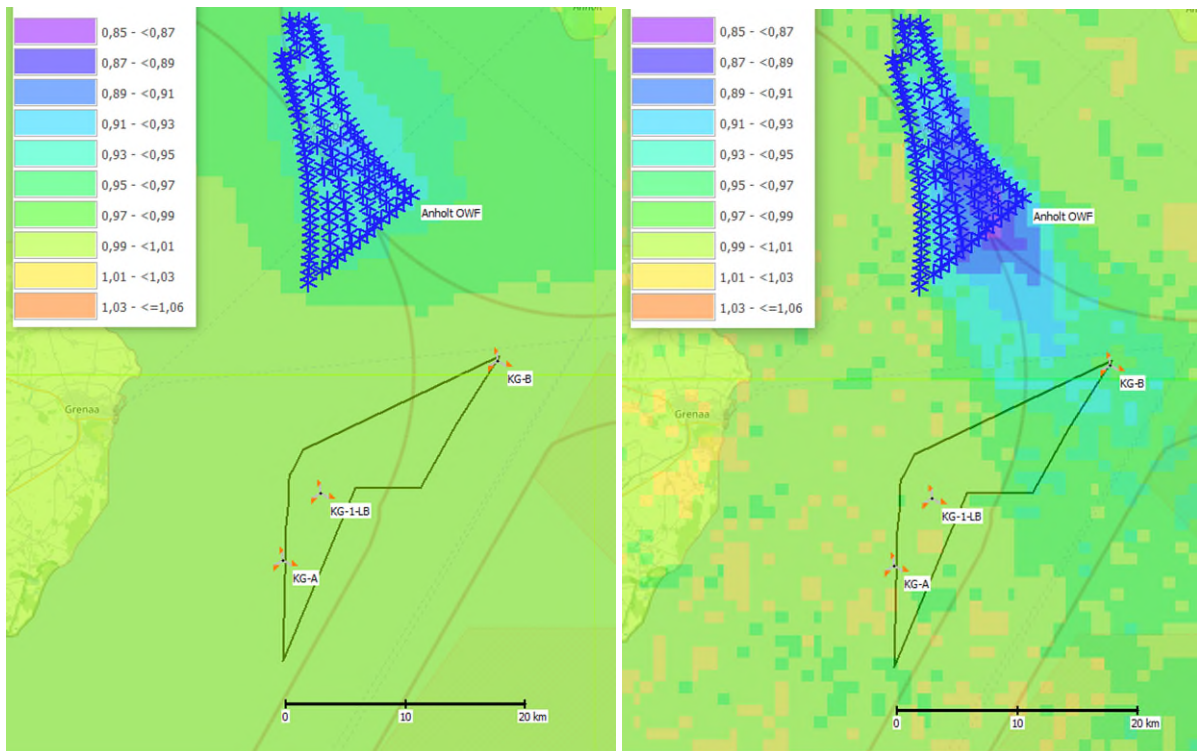 0,85 - <0,87
0,87 - <0,89
0,89 - <0,91
0,91 - <0,93
0,93 - <0,95
0,95 - <0,97
0,97 - <0,99
0,99 - <1,01
1,01 - <1,03
1,03 - <=1,06
Anholt OWF
KG-B
Grenaa
KG-1-LB
KG-A
0 10 20 km
0,85 - <0,87
0,87 - <0,89
0,89 - <0,91
0,91 - <0,93
0,93 - <0,95
0,95 - <0,97
0,97 - <0,99
0,99 - <1,01
1,01 - <1,03
1,03 - <=1,06
Anholt OWF
KG-B
Grenaa
KG-1-LB
KG-A
0 10 20 km